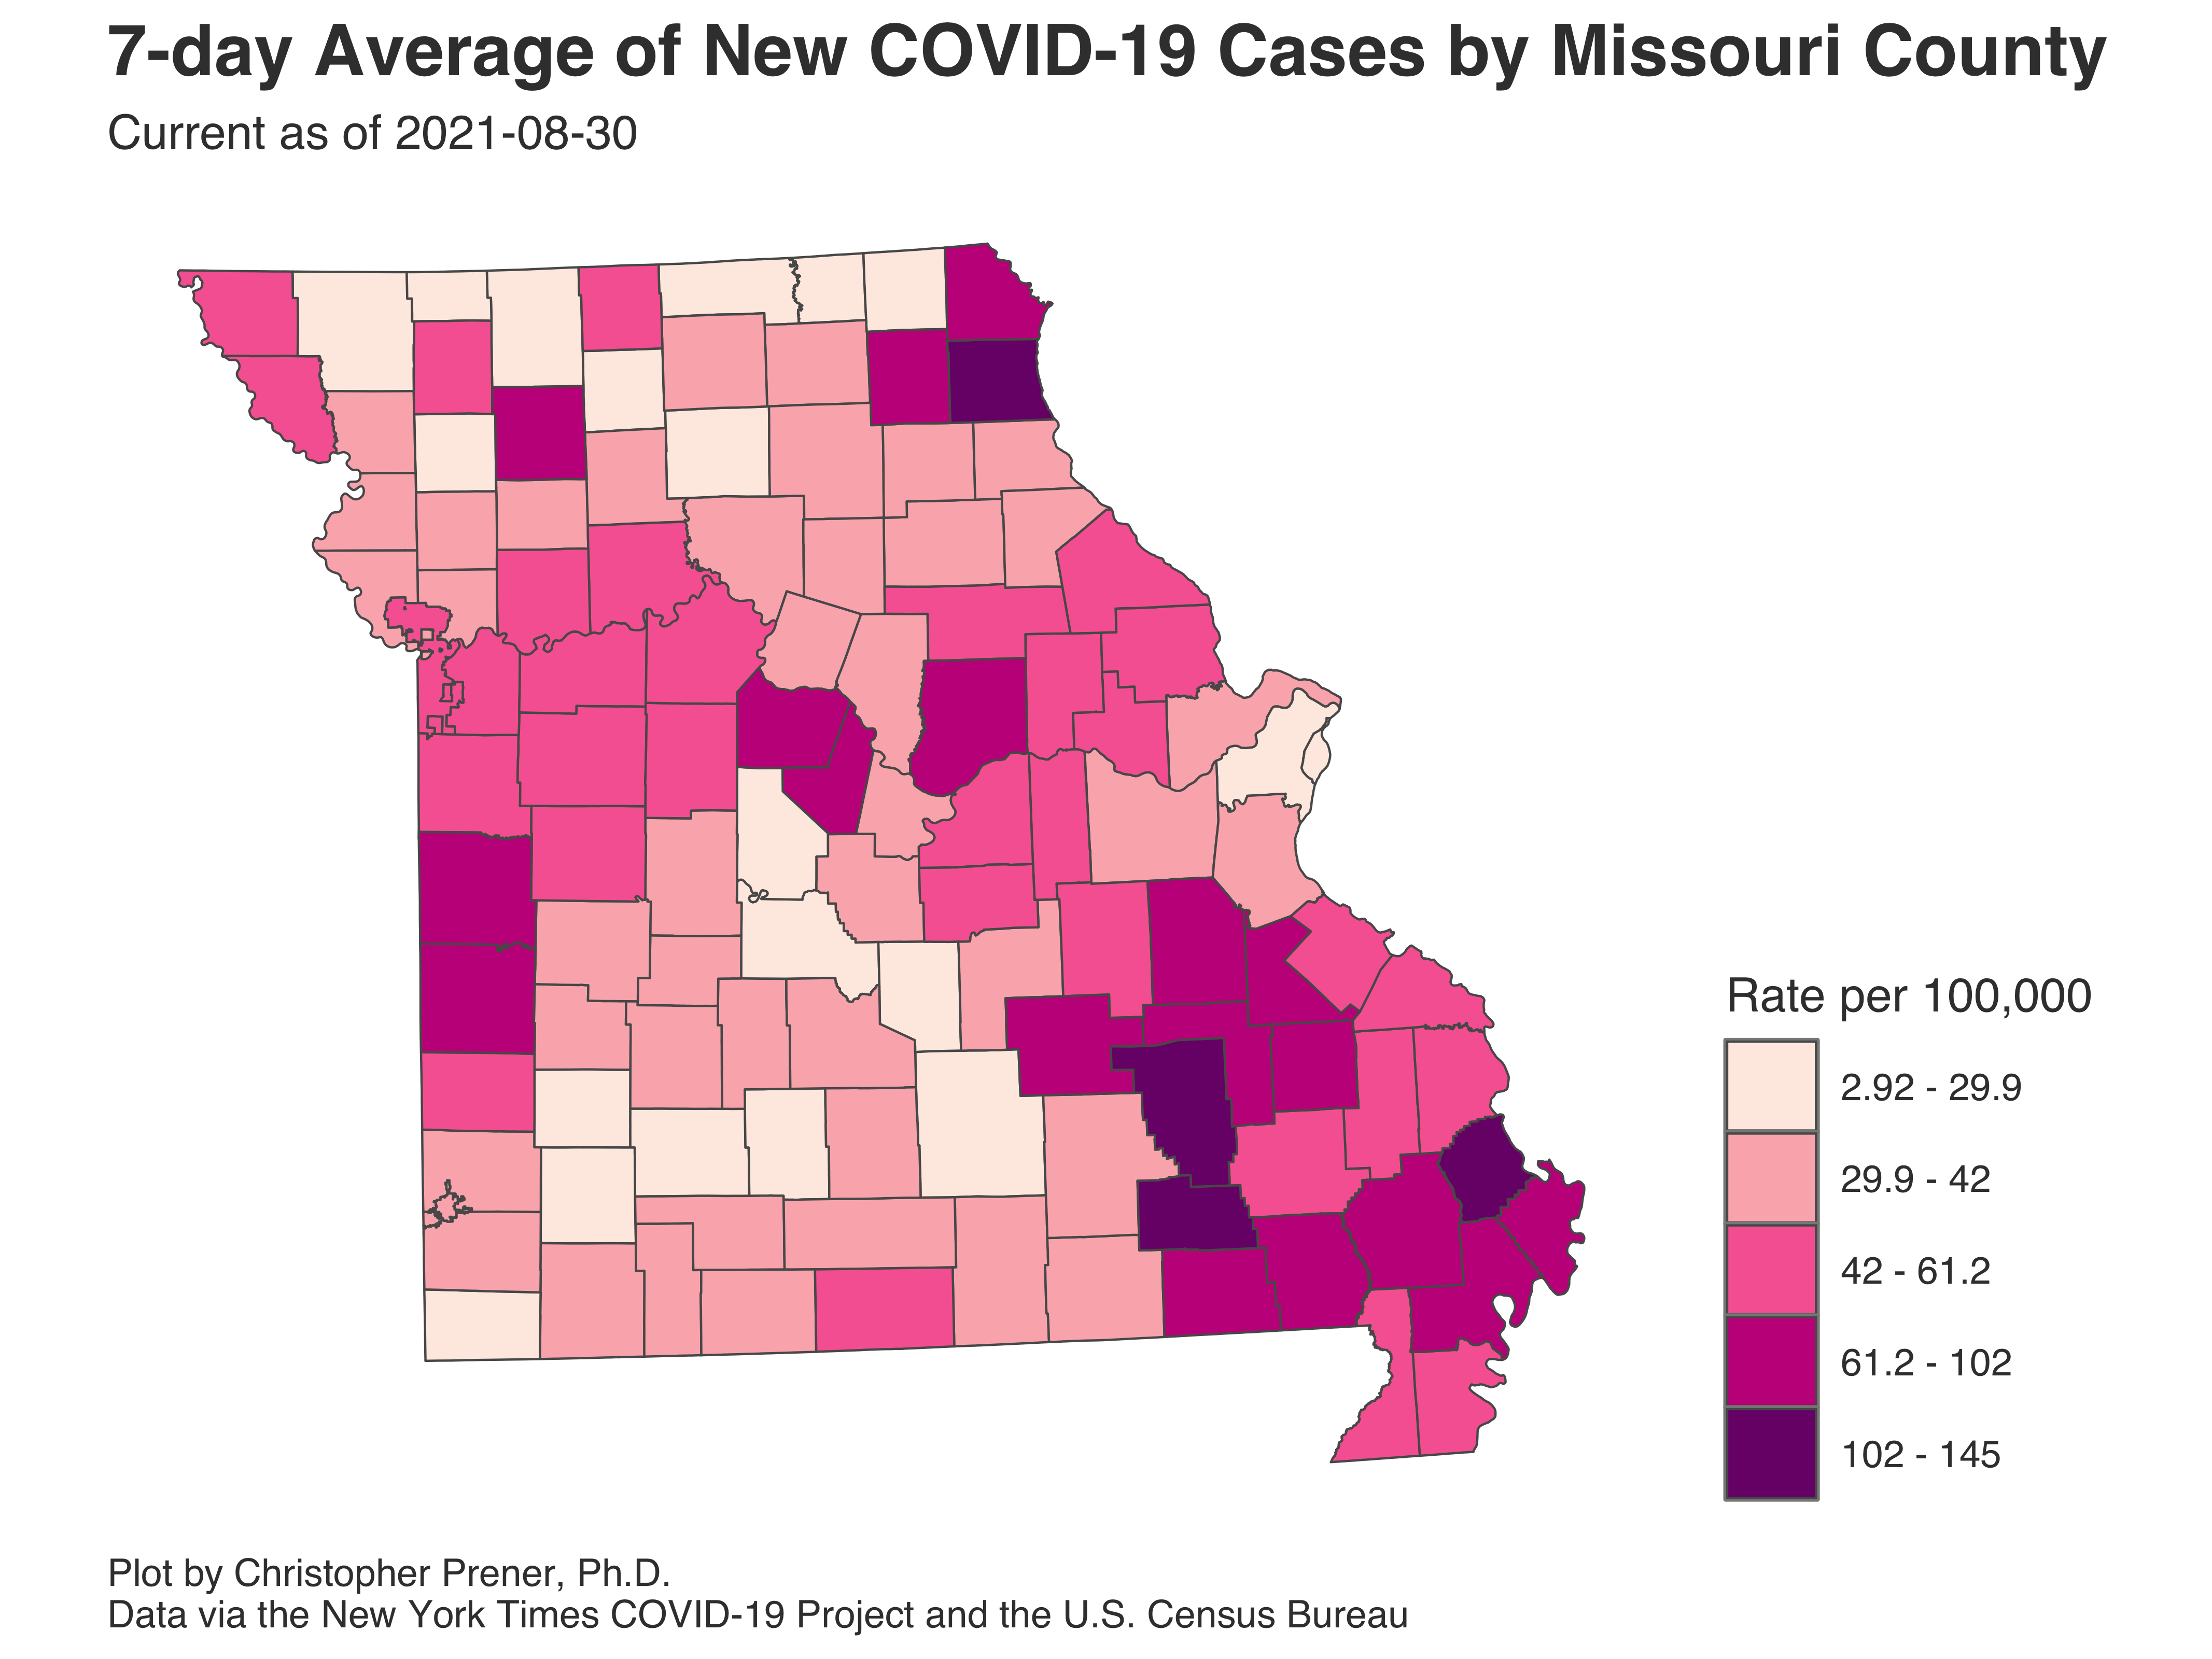 7-day Average of New COVID-19 Cases by Missouri County
Current as of 2021-08-30
Rate per 100,000
2.92 - 29.9
29.9 - 42
42 - 61.2
61.2 - 102
102 - 145
Plot by Christopher Prener, Ph.D.
Data via the New York Times COVID-19 Project and the U.S. Census Bureau